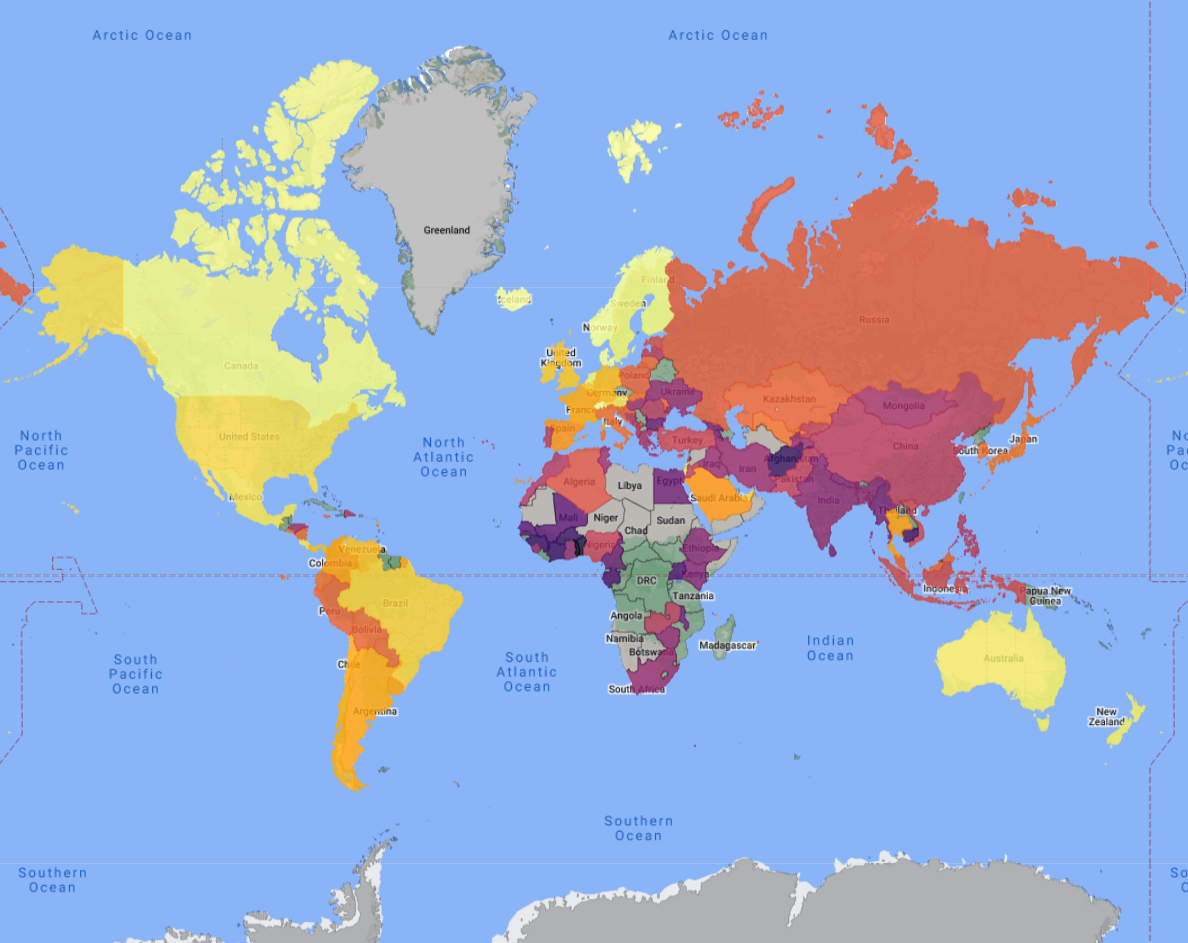 Arctic Ocean
Arctic Ocean
Greenland
Iceland
Finland
Sweden
Norway
Russia
United
Kingdom
Canada
Poland
Germany
Ukraine
Kazakhstan
Mongolia
France
Italy
Spain
United States
North
Pacific
Ocean
North
Atlantic
Ocean
Turkey
China
South Korea
Japan
Iraq
Iran
Afghanistan
Pakistan
Algeria
Libya
Egypt
Saudi Arabia
India
Mexico
Mali
Niger
Chad
Sudan
Thailand
Nigeria
Ethiopia
Venezuela
Colombia
DRC
Kenya
Tanzania
Indonesia
Papua New
Guinea
Peru
Brazil
Bolivia
Angola
Namibia
Botswana
Madagascar
Indian
Ocean
South
Pacific
Ocean
South
Atlantic
Ocean
Chile
Argentina
South Africa
Australia
New
Zealand
Southern
Ocean
Southern
Ocean
No
Pa
Oc
So